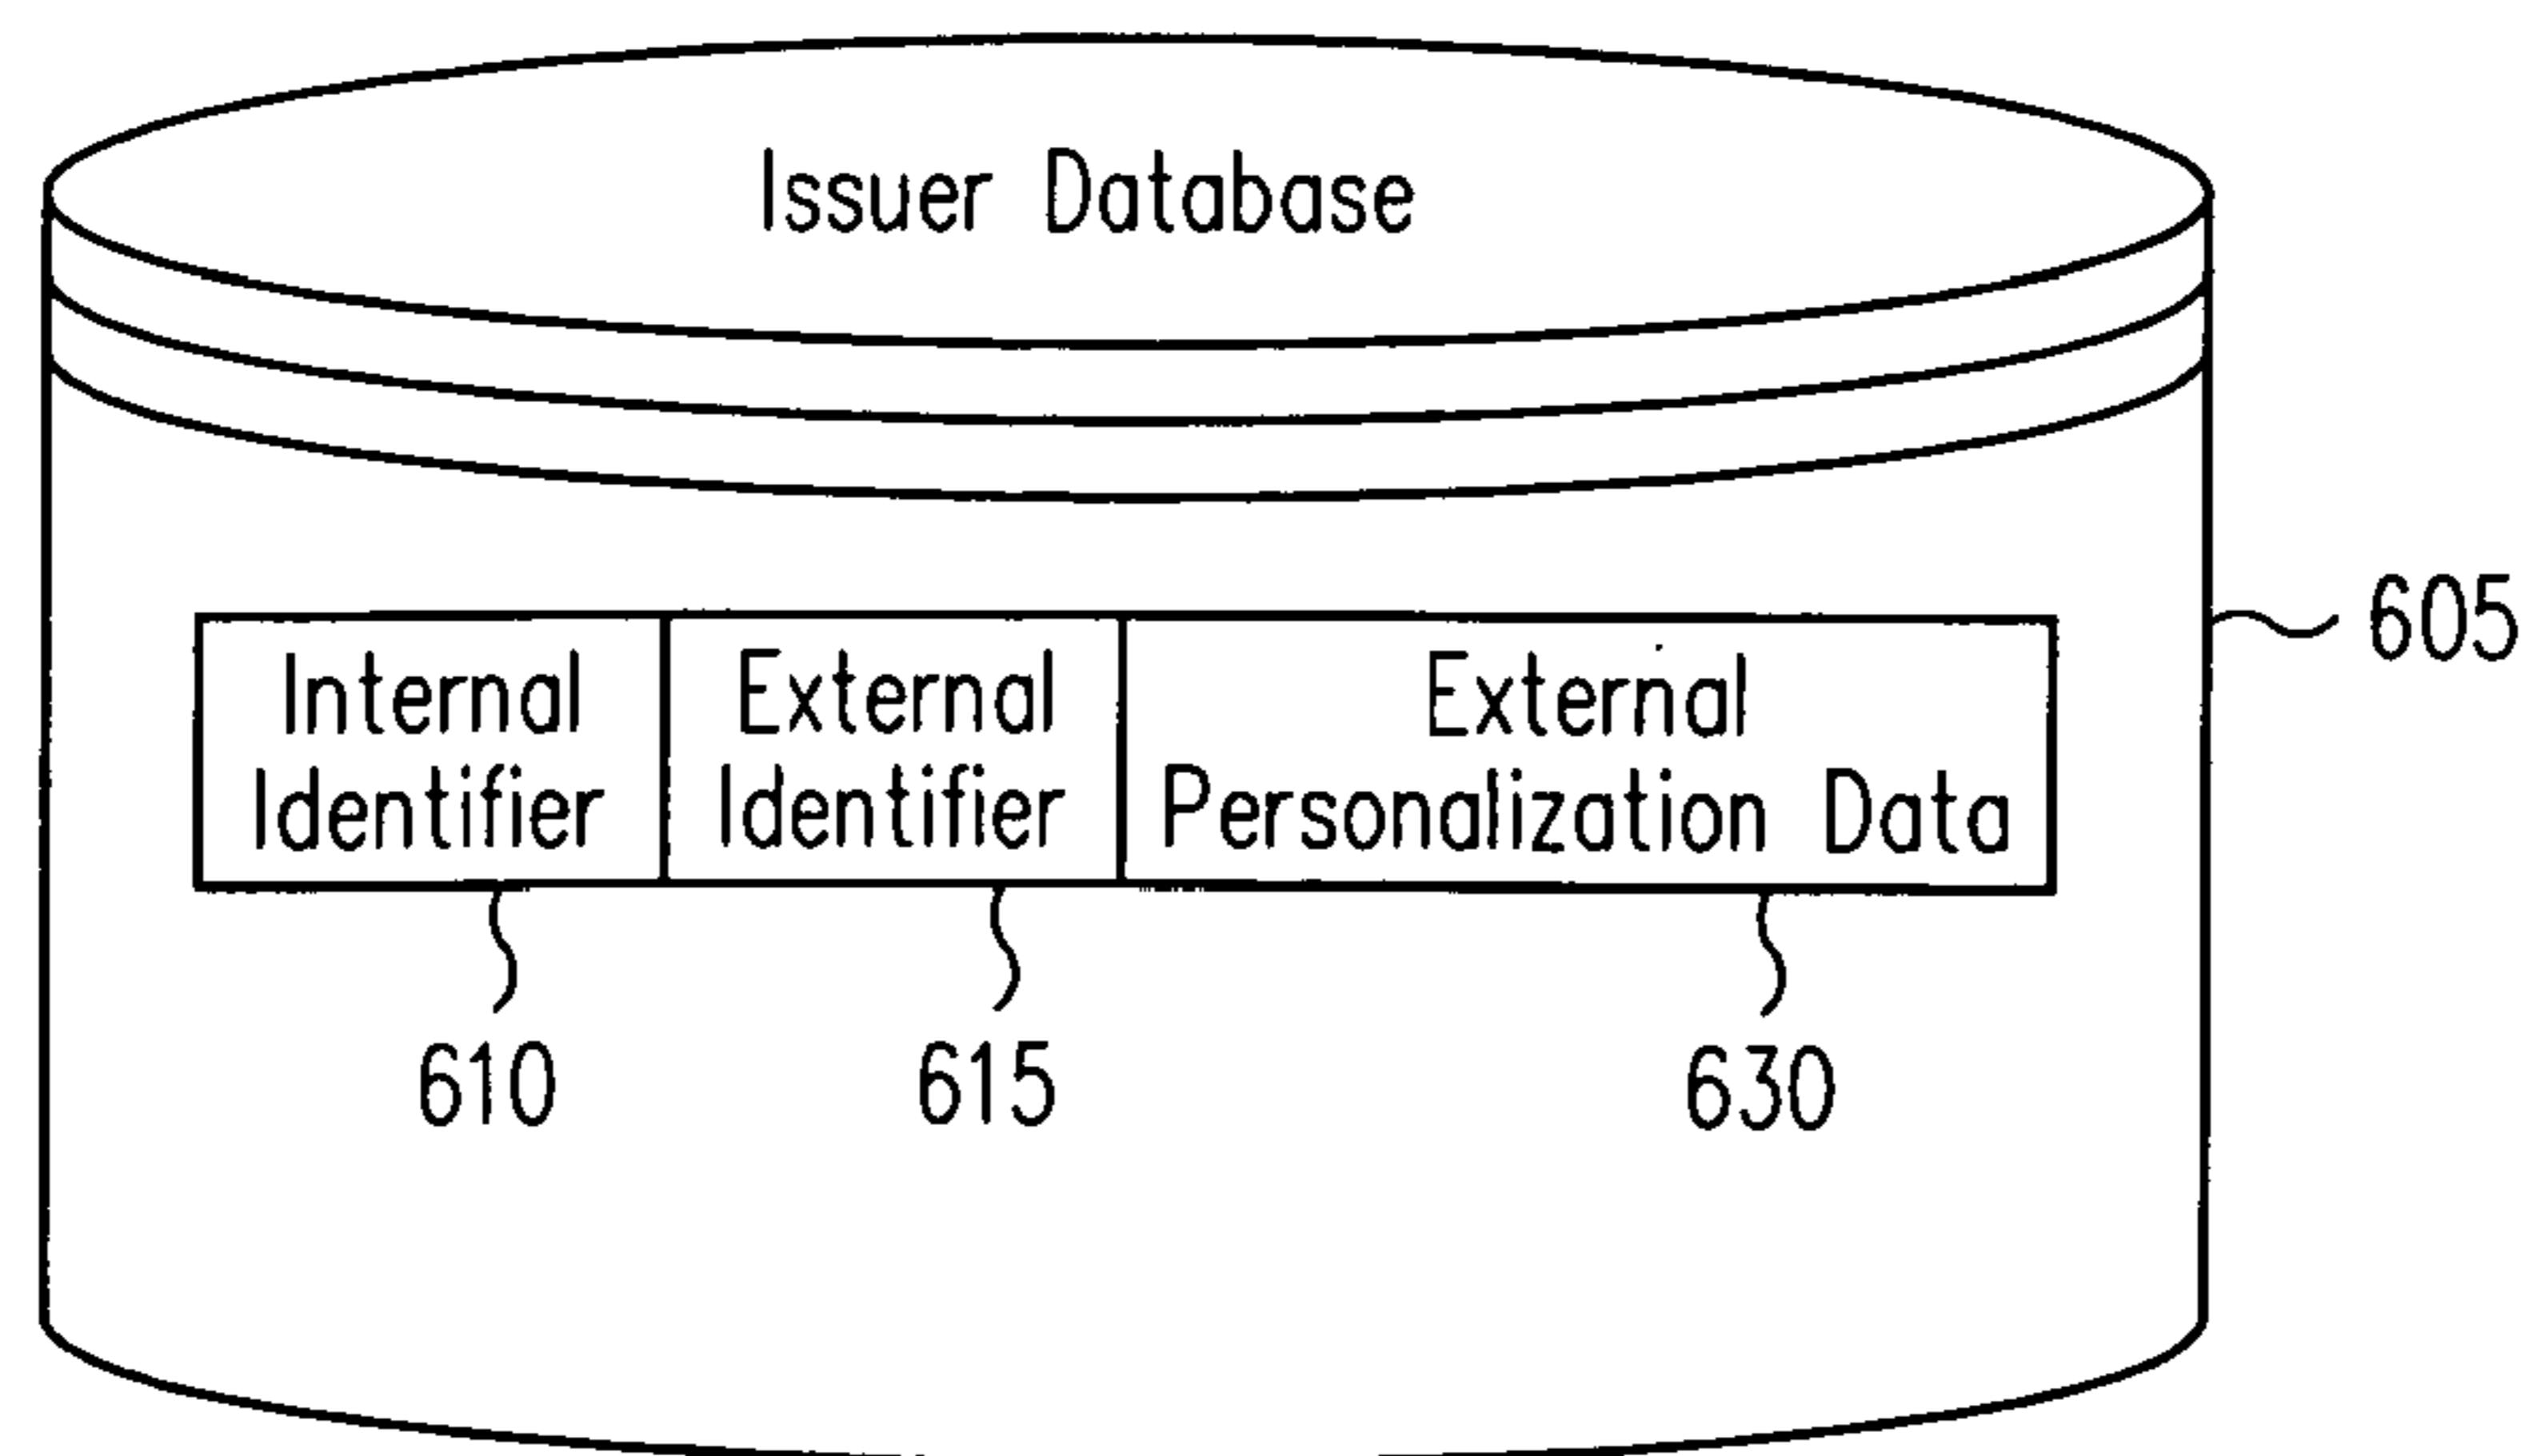 Issuer Database
605
Internal
Identifier
External
Identifier
External
Personalization Data
610
615
630